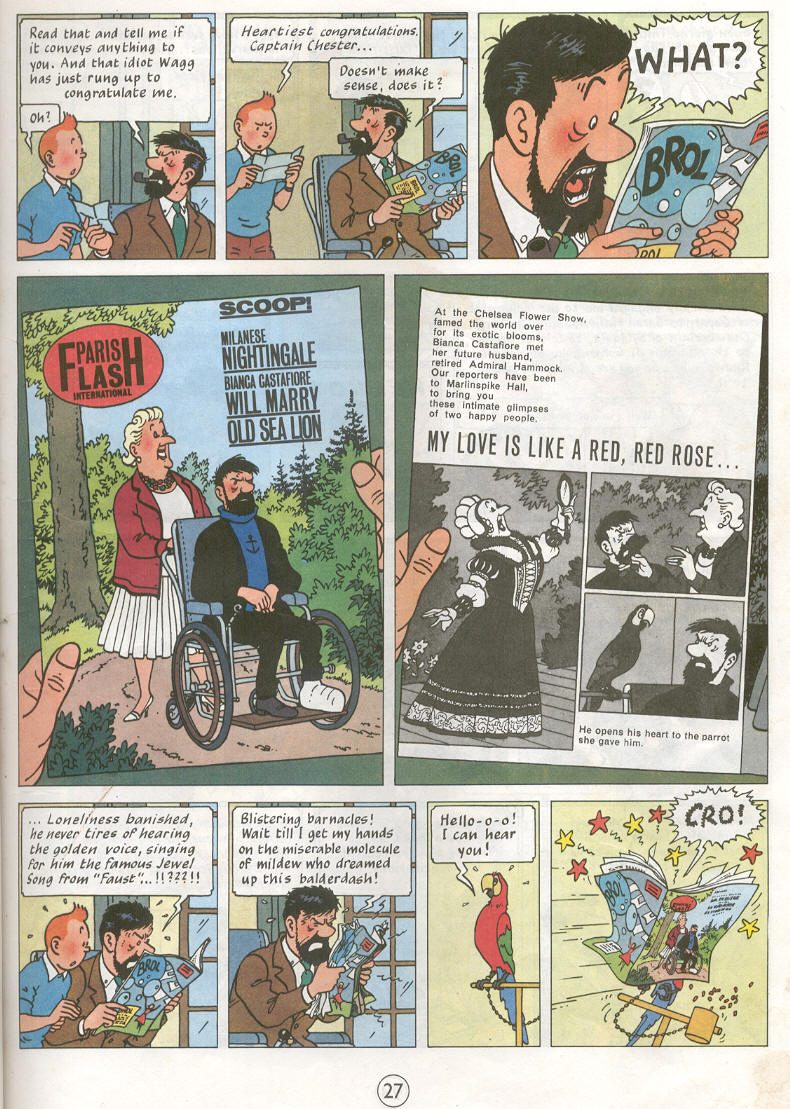 Read that and tell me if
it conveys anything to
you. And that idiot Wagg
has just rung up to
congratulate me.
Oh?
Heartiest congratulations.
Captain Chester...
Doesn't make
sense, does it?
BROL
WHAT?
BROL
BROL
SCOOP!
PARIS
FLASH
INTERNATIONAL
MILANESE
NIGHTINGALE
BIANCA CASTAFIORE
WILL MARRY
OLD SEA LION
At the Chelsea Flower Show,
famed the world over
for its exotic blooms,
Bianca Castafiore met
her future husband,
retired Admiral Hammock.
Our reporters have been
to Marlinspike Hall,
to bring you
these intimate glimpses
of two happy people.
MY LOVE IS LIKE A RED, RED ROSE...
He opens his heart to the parrot
she gave him.
... Loneliness banished,
he never tires of hearing
the golden voice, singing
for him the famous Jewel
Song from "Faust"...!!???!!
BROL
Blistering barnacles!
Wait till I get my hands
on the miserable molecule
of mildew who dreamed
up this balderdash!
Hello-o-o!
I can hear
you!
CRO!
BROL
27